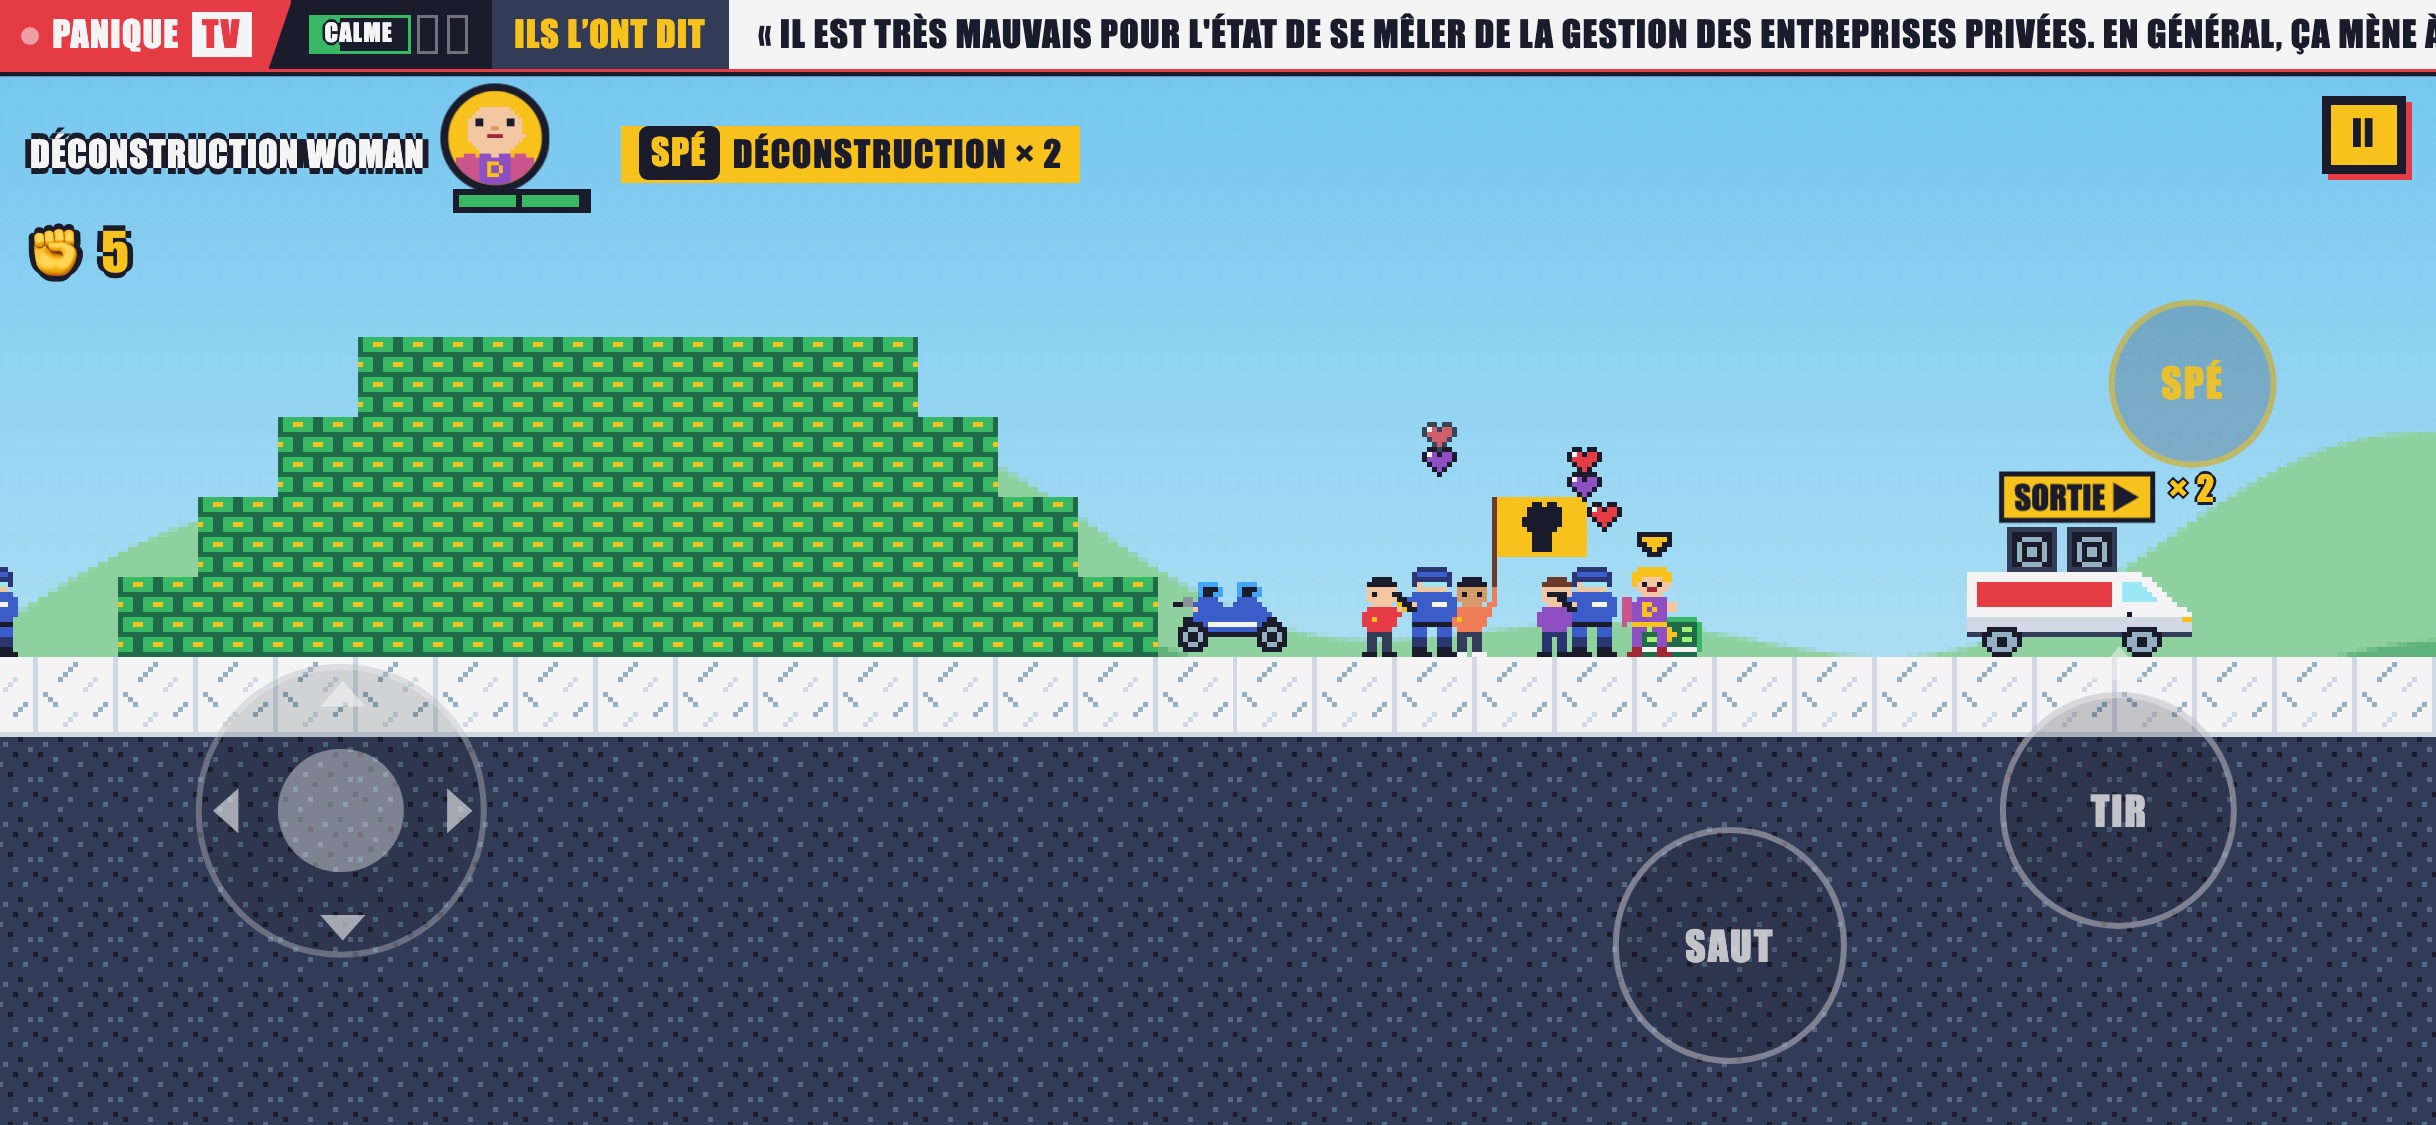 PANIQUE TV
CALME
ILS L'ONT DIT
« IL EST TRÈS MAUVAIS POUR L'ÉTAT DE SE MÊLER DE LA GESTION DES ENTREPRISES PRIVÉES. EN GÉNÉRAL, ÇA MÈNE À
DÉCONSTRUCTION WOMAN
D
SPÉ DÉCONSTRUCTION × 2
5
SPÉ
× 2
SORTIE
D
TIR
SAUT